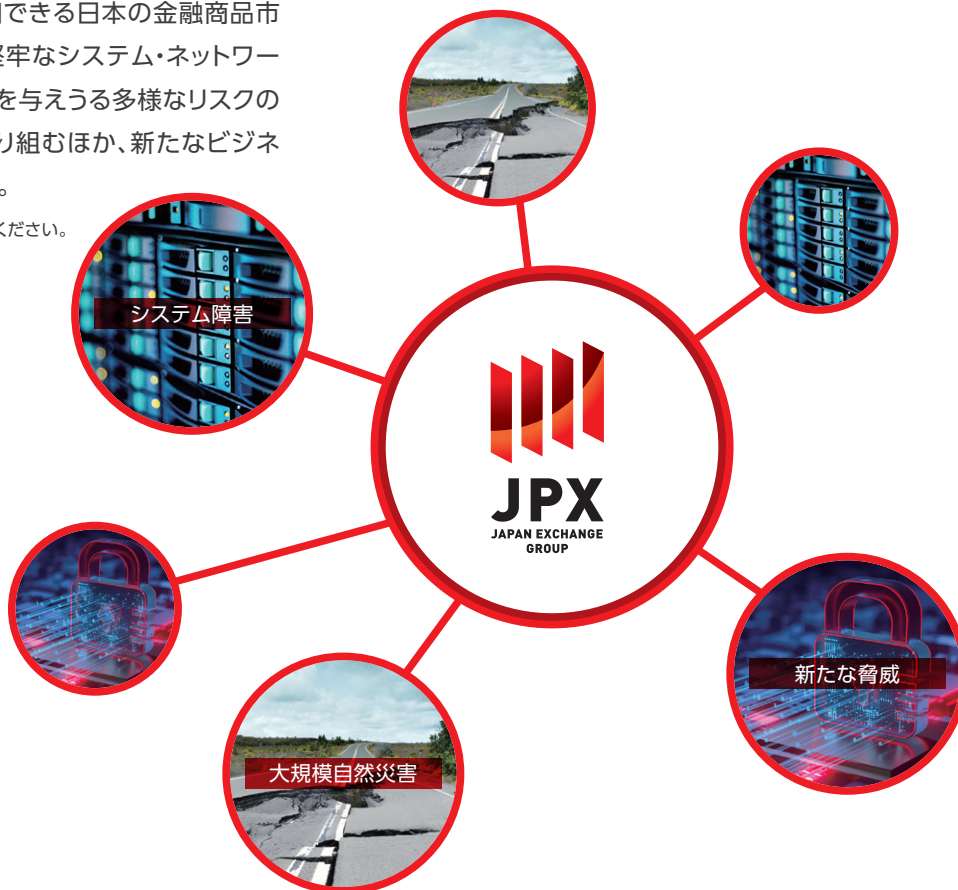 できる日本の金融商品市
牢なシステム・ネットワー
を与えうる多様なリスクの
り組むほか、新たなビジネ
。
ください。
システム障害
JPX
JAPAN EXCHANGE
GROUP
新たな脅威
大規模自然災害